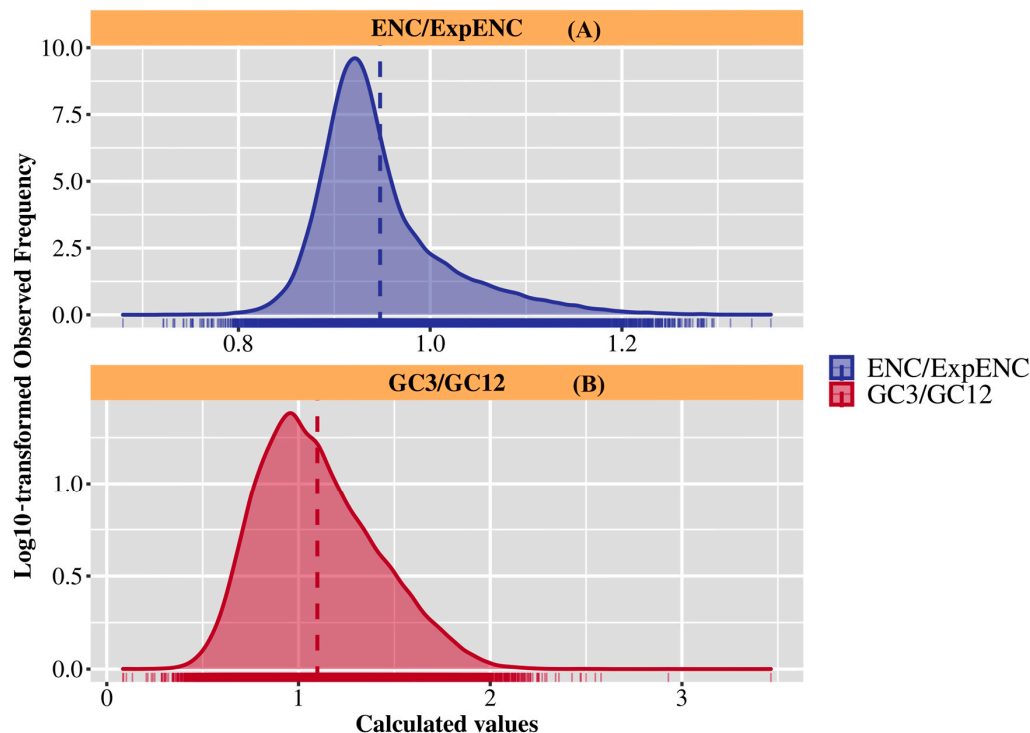 ENC/ExpENC (A)
10.0
7.5
5.0
2.5
0.0
0.8 1.0 1.2
Log10-transformed Observed Frequency
GC3/GC12 (B)
1.0
0.5
0.0
0 1 2 3
Calculated values
ENC/ExpENC
GC3/GC12